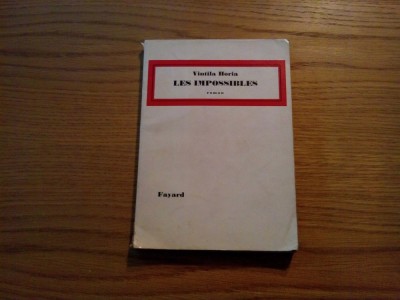 Vintila Horia
LES IMPOSSIBLES
roman
Fayard